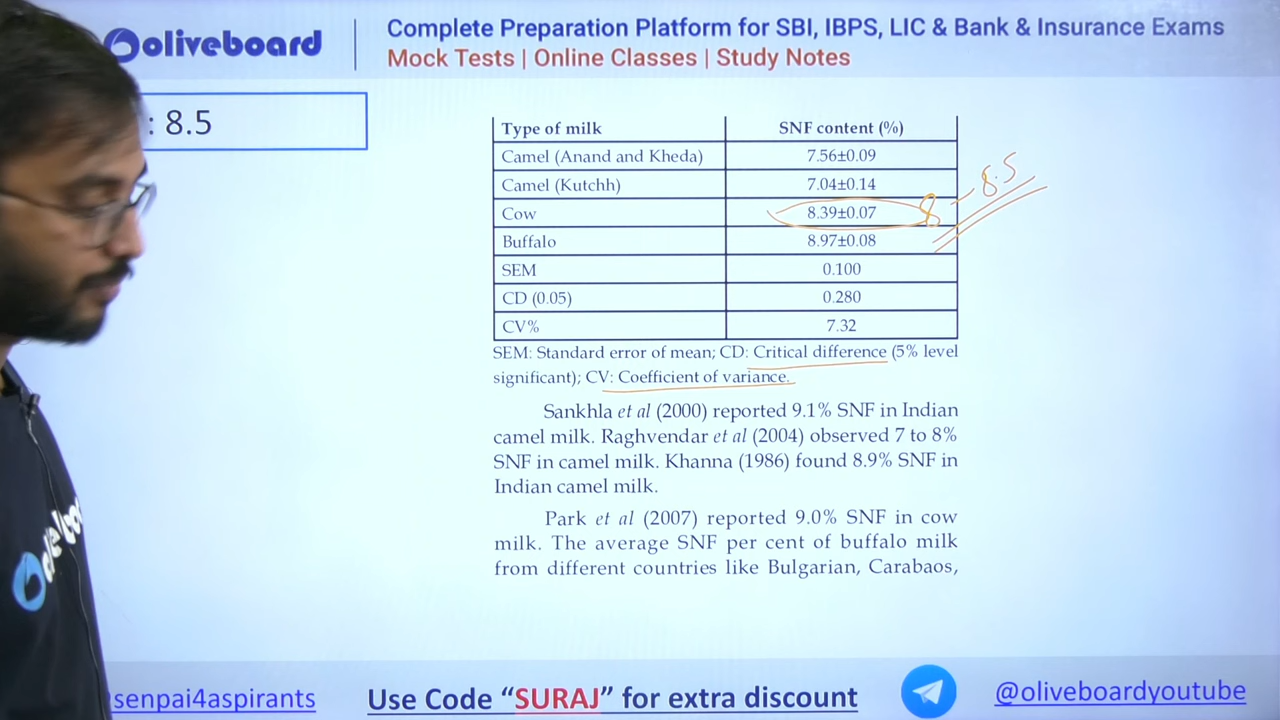 oliveboard
Complete Preparation Platform for SBI, IBPS, LIC & Bank & Insurance Exams
Mock Tests | Online Classes | Study Notes
: 8.5
Type of milk SNF content (%)
Camel (Anand and Kheda) 7.56±0.09
Camel (Kutchh) 7.04±0.14
Cow 8.39±0.07
8 – 8.5
Buffalo 8.97±0.08
SEM 0.100
CD (0.05) 0.280
CV% 7.32
SEM: Standard error of mean; CD: Critical difference (5% level
significant); CV: Coefficient of variance.
Sankhla et al (2000) reported 9.1% SNF in Indian
camel milk. Raghvendar et al (2004) observed 7 to 8%
SNF in camel milk. Khanna (1986) found 8.9% SNF in
Indian camel milk.
Park et al (2007) reported 9.0% SNF in cow
milk. The average SNF per cent of buffalo milk
from different countries like Bulgarian, Carabaos,
senpai4aspirants
Use Code “SURAJ” for extra discount
@oliveboardyoutube